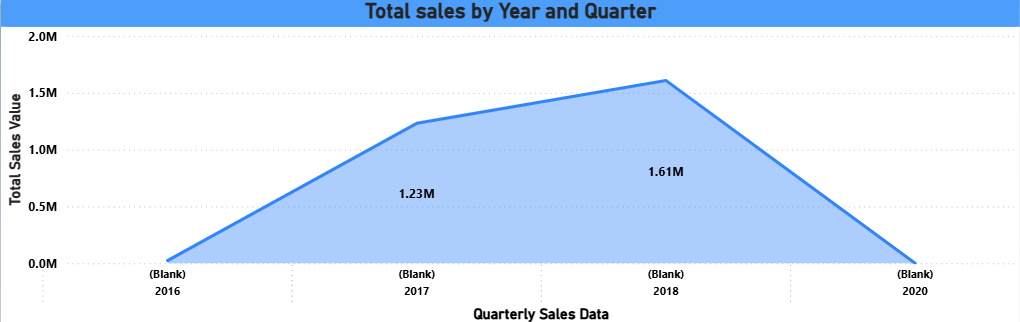 Total sales by Year and Quarter
2.0M
1.5M
1.0M
0.5M
0.0M
Total Sales Value
1.23M
1.61M
(Blank) (Blank) (Blank) (Blank)
2016 2017 2018 2020
Quarterly Sales Data